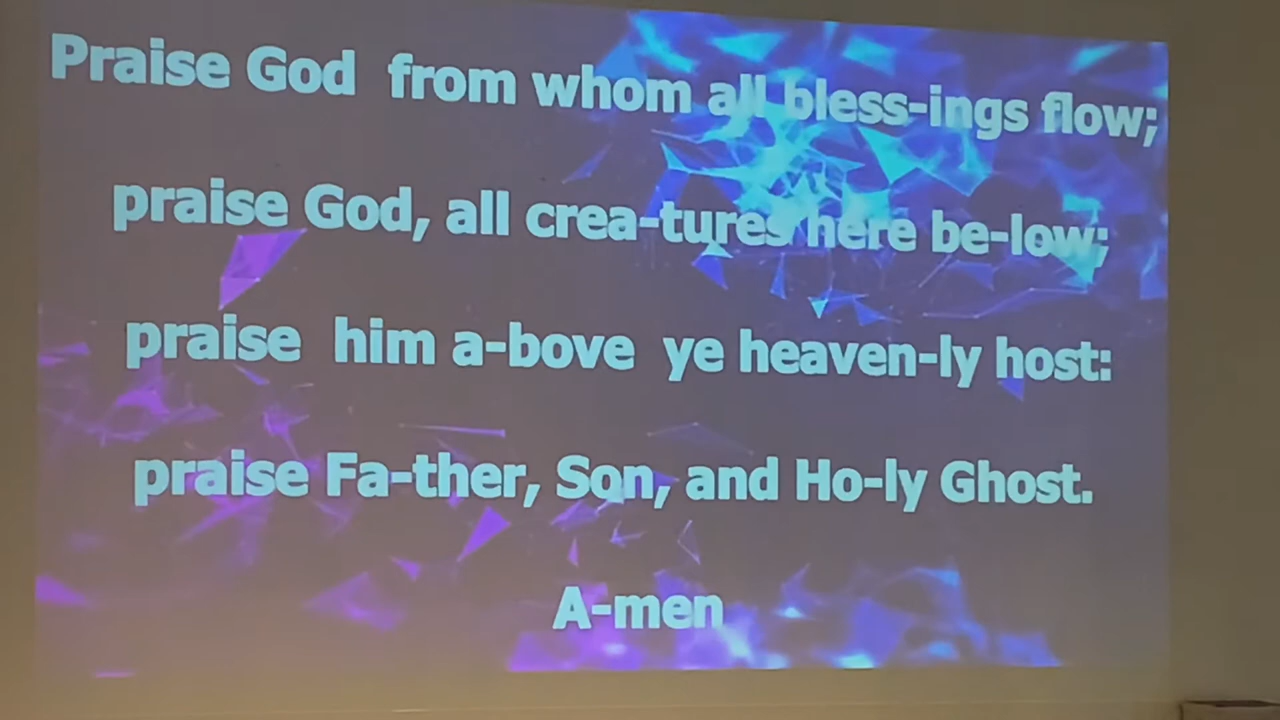 Praise God from whom all bless-ings flow;
praise God, all crea-tures here be-low;
praise him a-bove ye heaven-ly host:
praise Fa-ther, Son, and Ho-ly Ghost.
A-men